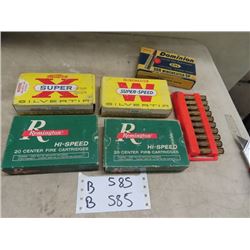 Dominion
SUPER
X
SILVERTIP
SUPER-SPEED
W
SILVERTIP
R
Remington
HI-SPEED
20 CENTER FIRE CARTRIDGES
R
Remington
HI-SPEED
20 CENTER FIRE CARTRIDGES
B 585
B 585